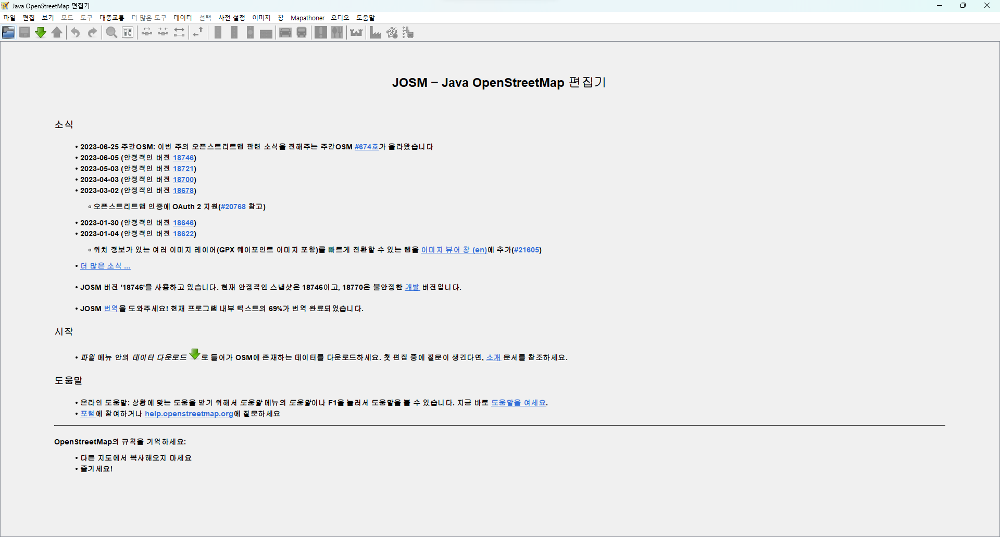 Java OpenStreetMap 편집기
파일 편집 보기 모드 도구 대중교통 더 많은 도구 데이터 선택 사전 설정 이미지 창 Mapathoner 오디오 도움말
JOSM – Java OpenStreetMap 편집기
소식
• 2023-06-25 주간OSM: 이번 주의 오픈스트리트맵 관련 소식을 전해주는 주간OSM #674호가 올라왔습니다
• 2023-06-05 (안정적인 버전 18746)
• 2023-05-03 (안정적인 버전 18721)
• 2023-04-03 (안정적인 버전 18700)
• 2023-03-02 (안정적인 버전 18678)
◦ 오픈스트리트맵 인증에 OAuth 2 지원(#20768 참고)
• 2023-01-30 (안정적인 버전 18646)
• 2023-01-04 (안정적인 버전 18622)
◦ 위치 정보가 있는 여러 이미지 레이어(GPX 웨이포인트 이미지 포함)를 빠르게 전환할 수 있는 탭을 이미지 뷰어 창 (en)에 추가(#21605)
• 더 많은 소식 ...
• JOSM 버전 '18746'을 사용하고 있습니다. 현재 안정적인 스냅샷은 18746이고, 18770은 불안정한 개발 버전입니다.
• JOSM 번역을 도와주세요! 현재 프로그램 내부 텍스트의 69%가 번역 완료되었습니다.
시작
• 파일 메뉴 안의 데이터 다운로드 로 들어가 OSM에 존재하는 데이터를 다운로드하세요. 첫 편집 중에 질문이 생긴다면, 소개 문서를 참조하세요.
도움말
• 온라인 도움말: 상황에 맞는 도움을 받기 위해서 도움말 메뉴의 도움말이나 F1을 눌러서 도움말을 볼 수 있습니다. 지금 바로 도움말을 여세요.
• 포럼에 참여하거나 help.openstreetmap.org에 질문하세요
OpenStreetMap의 규칙을 기억하세요:
• 다른 지도에서 복사해오지 마세요
• 즐기세요!